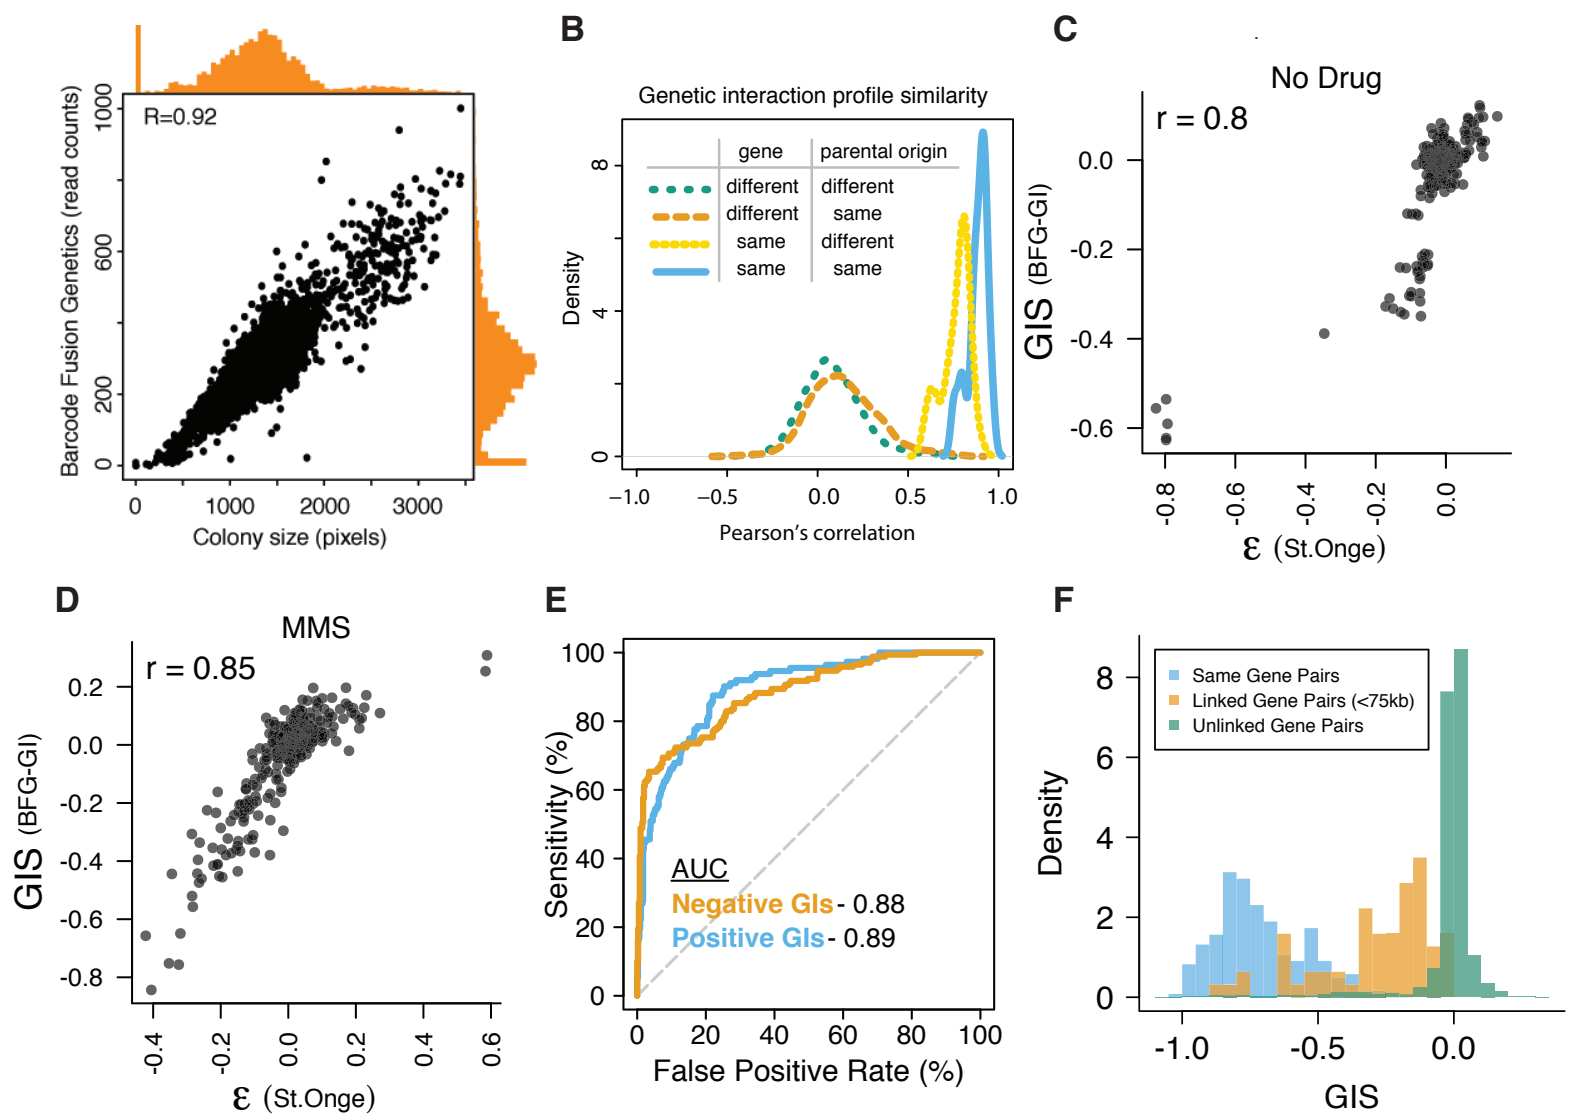 R=0.92
Barcode Fusion Genetics (read counts)
1000
600
200
0
0
1000
2000
3000
Colony size (pixels)
B
Genetic interaction profile similarity
gene parental origin
different different
different same
same different
same same
Density
8
4
0
−1.0 −0.5 0.0 0.5 1.0
Pearson's correlation
C
No Drug
r = 0.8
GIS (BFG-GI)
0.0
-0.2
-0.4
-0.6
-0.8 -0.6 -0.4 -0.2 0.0
ε (St.Onge)
D
MMS
r = 0.85
GIS (BFG-GI)
0.2
0.0
-0.2
-0.4
-0.6
-0.8
-0.4 -0.2 0.0 0.2 0.4 0.6
ε (St.Onge)
E
Sensitivity (%)
100
80
60
40
20
0
AUC
Negative GIs - 0.88
Positive GIs - 0.89
0 20 40 60 80 100
False Positive Rate (%)
F
Same Gene Pairs
Linked Gene Pairs (<75kb)
Unlinked Gene Pairs
Density
8
6
4
2
0
-1.0 -0.5 0.0
GIS